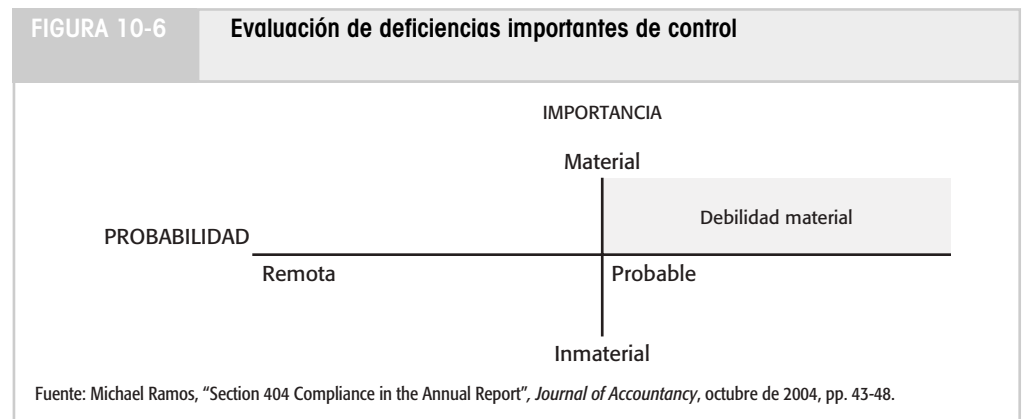 FIGURA 10-6 Evaluación de deficiencias importantes de control
IMPORTANCIA
Material
Debilidad material
PROBABILIDAD
Remota Probable
Inmaterial
Fuente: Michael Ramos, “Section 404 Compliance in the Annual Report”, Journal of Accountancy, octubre de 2004, pp. 43-48.